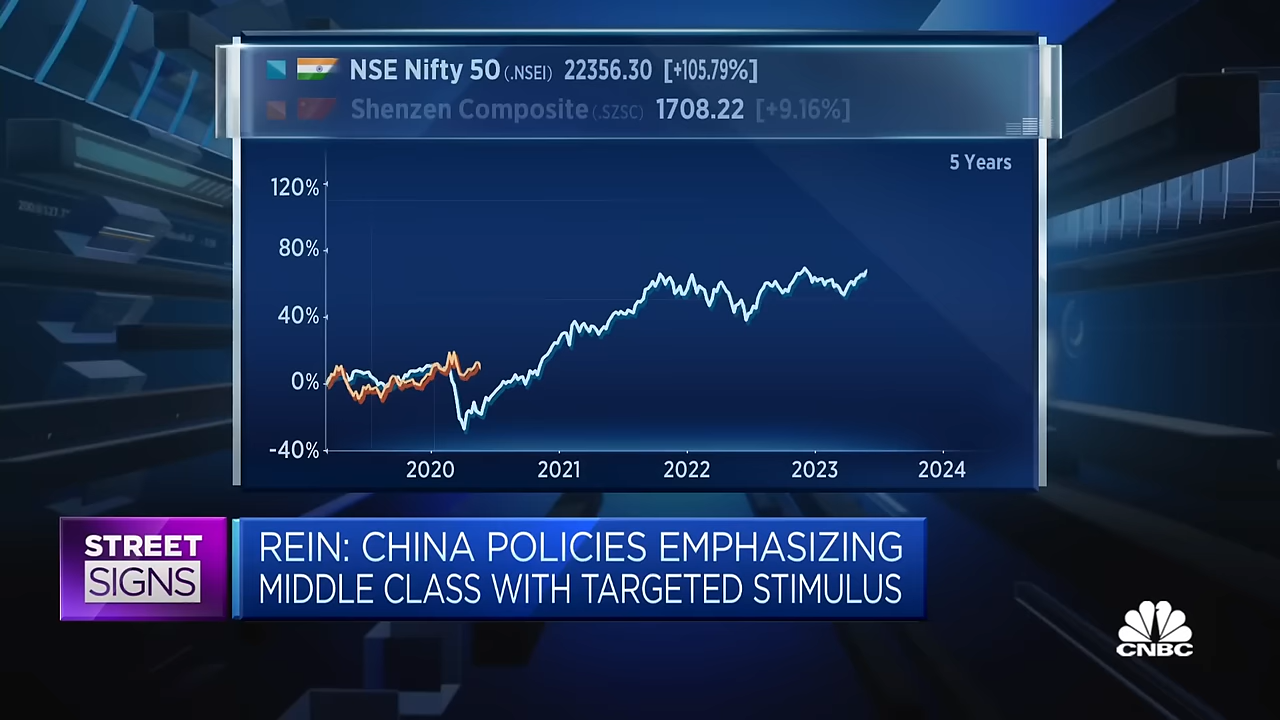 NSE Nifty 50 (.NSEI) 22356.30 [+105.79%]
Shenzen Composite (.SZSC) 1708.22 [+9.16%]
5 Years
120%
80%
40%
0%
-40%
2020 2021 2022 2023 2024
STREET
SIGNS
REIN: CHINA POLICIES EMPHASIZING
MIDDLE CLASS WITH TARGETED STIMULUS
CNBC